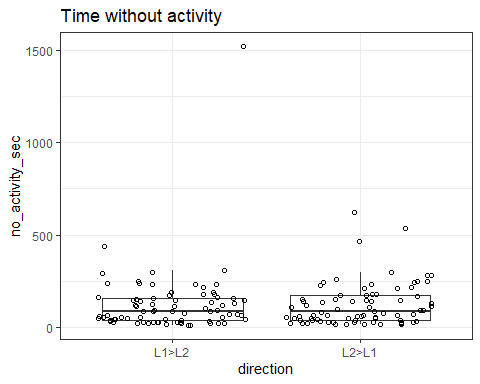 Time without activity
1500
1000
500
0
no_activity_sec
L1>L2 L2>L1
direction